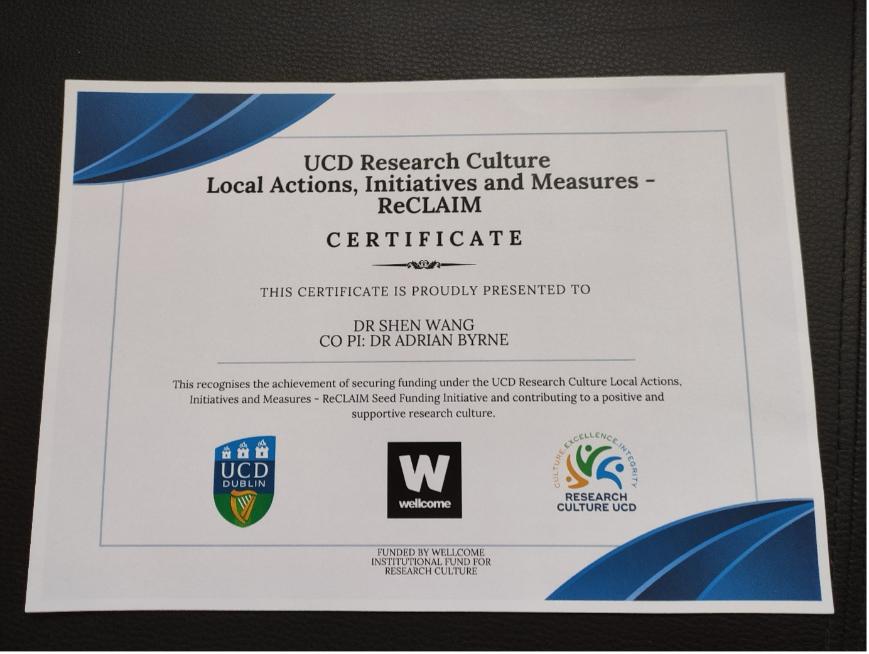 UCD Research Culture
Local Actions, Initiatives and Measures -
ReCLAIM
CERTIFICATE
THIS CERTIFICATE IS PROUDLY PRESENTED TO
DR SHEN WANG
CO PI: DR ADRIAN BYRNE
This recognises the achievement of securing funding under the UCD Research Culture Local Actions,
Initiatives and Measures - ReCLAIM Seed Funding Initiative and contributing to a positive and
supportive research culture.
UCD
DUBLIN
W
wellcome
CULTURE.EXCELLENCE.INTEGRITY
RESEARCH
CULTURE UCD
FUNDED BY WELLCOME
INSTITUTIONAL FUND FOR
RESEARCH CULTURE